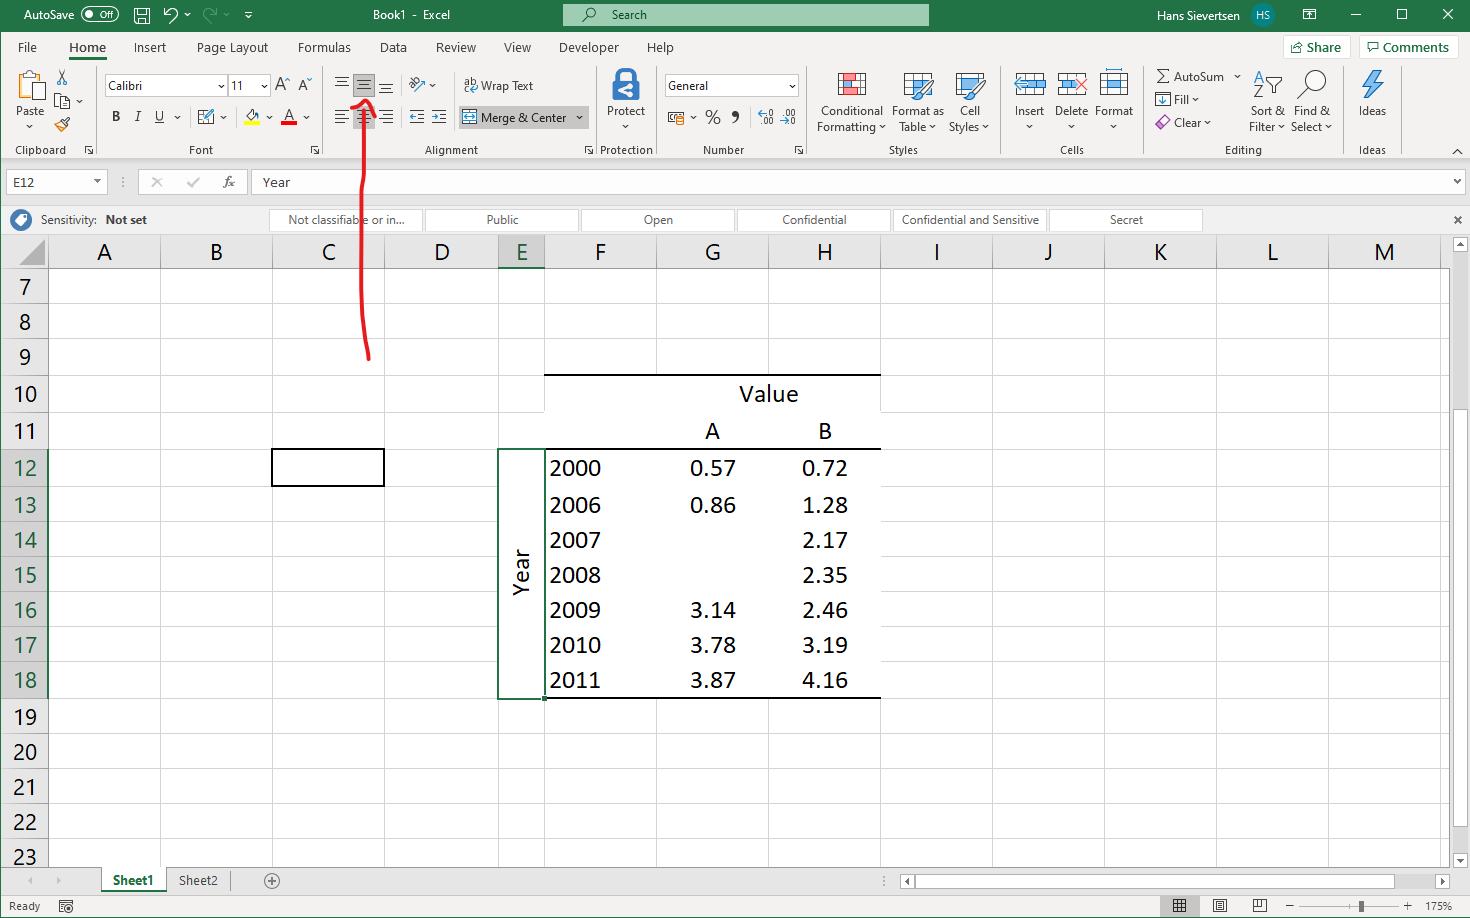 AutoSave Off Book1 - Excel Search Hans Sievertsen HS
File Home Insert Page Layout Formulas Data Review View Developer Help Share Comments
Paste
Clipboard
Calibri 11 A A
B I U A
Font
ab Wrap Text
Merge & Center
Alignment
Protect
Protection
General
% 9
Number
Conditional Formatting
Format as Table
Cell Styles
Styles
Insert Delete Format
Cells
AutoSum
Fill
Clear
Sort & Filter
Find & Select
Editing
Ideas
Ideas
E12 fx Year
Sensitivity: Not set Not classifiable or in... Public Open Confidential Confidential and Sensitive Secret
A B C D E F G H I J K L M
7
8
9
10 Value
11 A B
12 2000 0.57 0.72
13 2006 0.86 1.28
14 2007 2.17
15 2008 2.35
16 2009 3.14 2.46
17 2010 3.78 3.19
18 2011 3.87 4.16
Year
19
20
21
22
23
Sheet1 Sheet2
Ready 175%